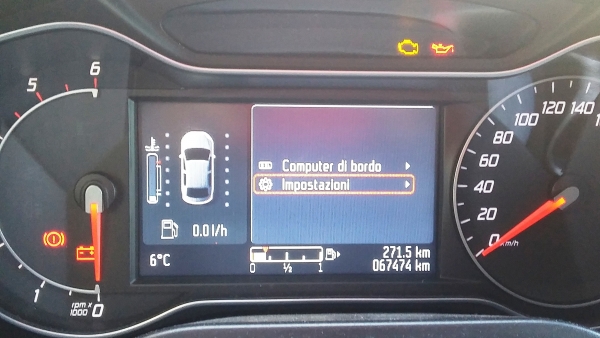 5
6
1
0
rpm x
1000
Computer di bordo
Impostazioni
0.0 l/h
6°C
0
½
1
271.5 km
067474 km
0
20
40
60
80
100
120
140
km/h